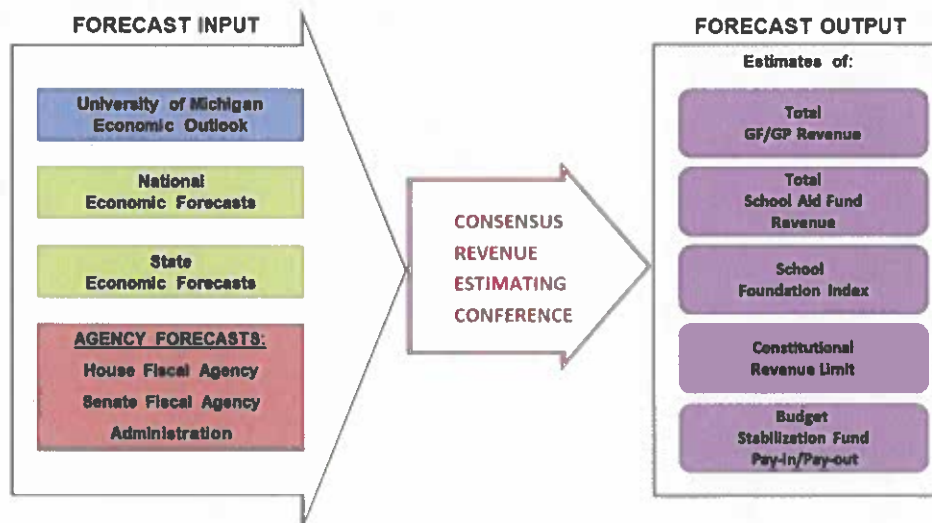 FORECAST INPUT
University of Michigan
Economic Outlook
National
Economic Forecasts
State
Economic Forecasts
AGENCY FORECASTS:
House Fiscal Agency
Senate Fiscal Agency
Administration
CONSENSUS
REVENUE
ESTIMATING
CONFERENCE
FORECAST OUTPUT
Estimates of:
Total
GF/GP Revenue
Total
School Aid Fund
Revenue
School
Foundation Index
Constitutional
Revenue Limit
Budget
Stabilization Fund
Pay-in/Pay-out